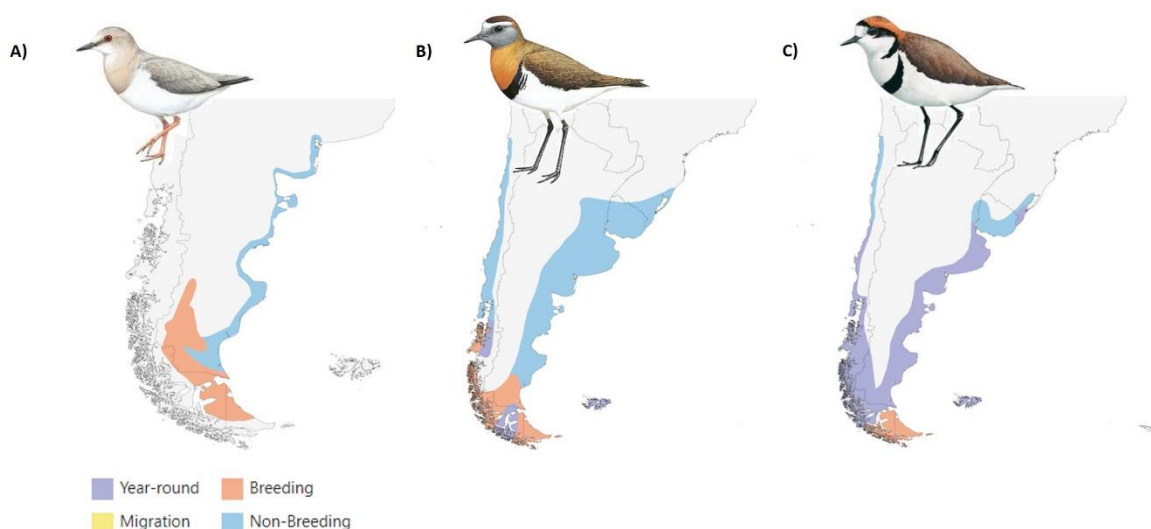 A)
B)
C)
Year-round
Breeding
Migration
Non-Breeding